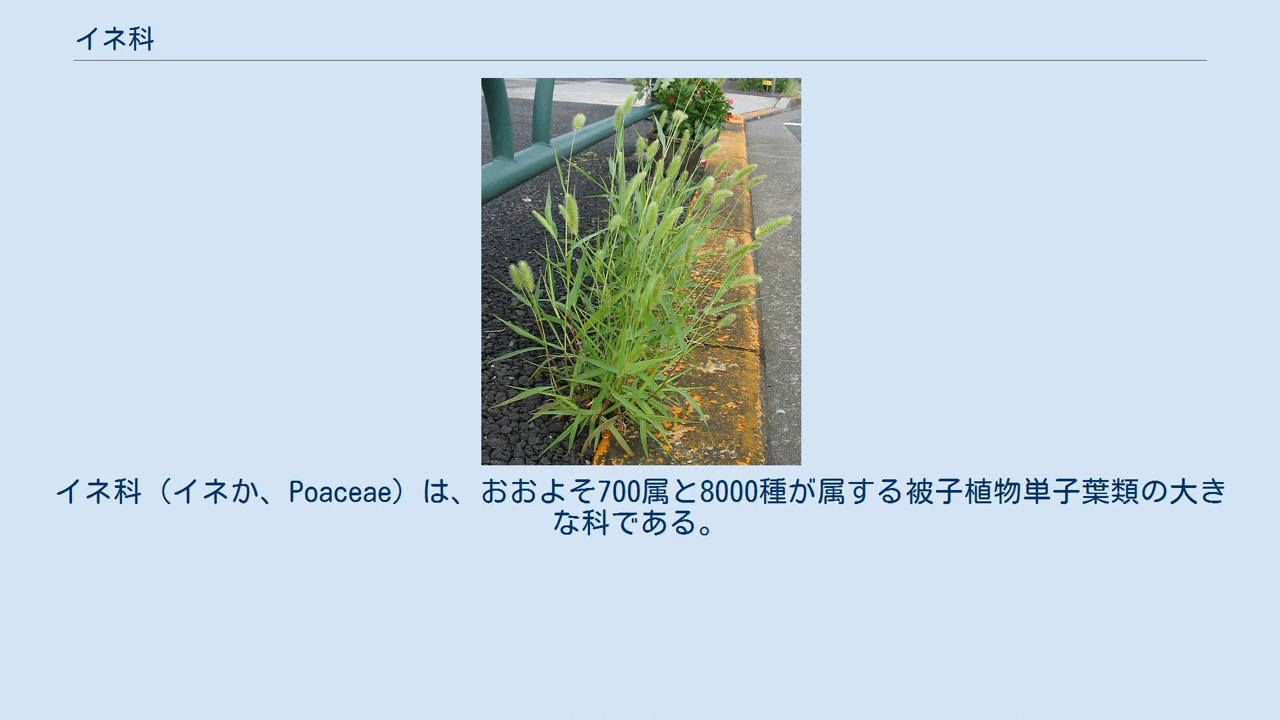 イネ科
イネ科（イネか、Poaceae）は、おおよそ700属と8000種が属する被子植物単子葉類の大き
な科である。